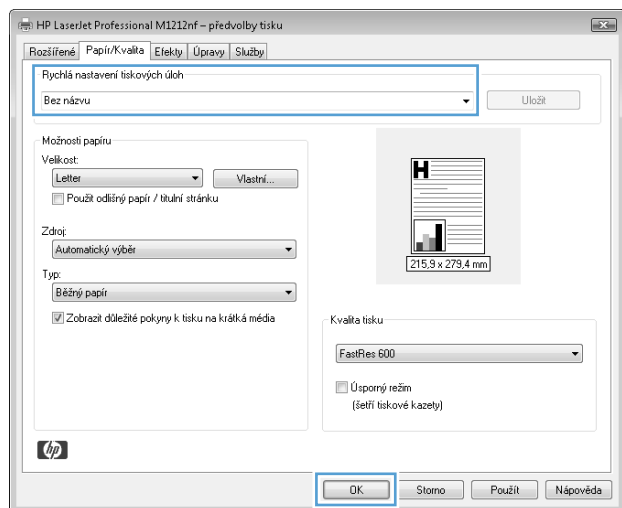 HP LaserJet Professional M1212nf – předvolby tisku
Rozšířené Papír/Kvalita Efekty Úpravy Služby
Rychlá nastavení tiskových úloh
Bez názvu
Uložit
Možnosti papíru
Velikost:
Letter
Vlastní...
Použít odlišný papír / titulní stránku
Zdroj:
Automatický výběr
Typ:
Běžný papír
Zobrazit důležité pokyny k tisku na krátká média
H
215,9 x 279,4 mm
Kvalita tisku
FastRes 600
Úsporný režim
(šetří tiskové kazety)
hp
OK Storno Použít Nápověda